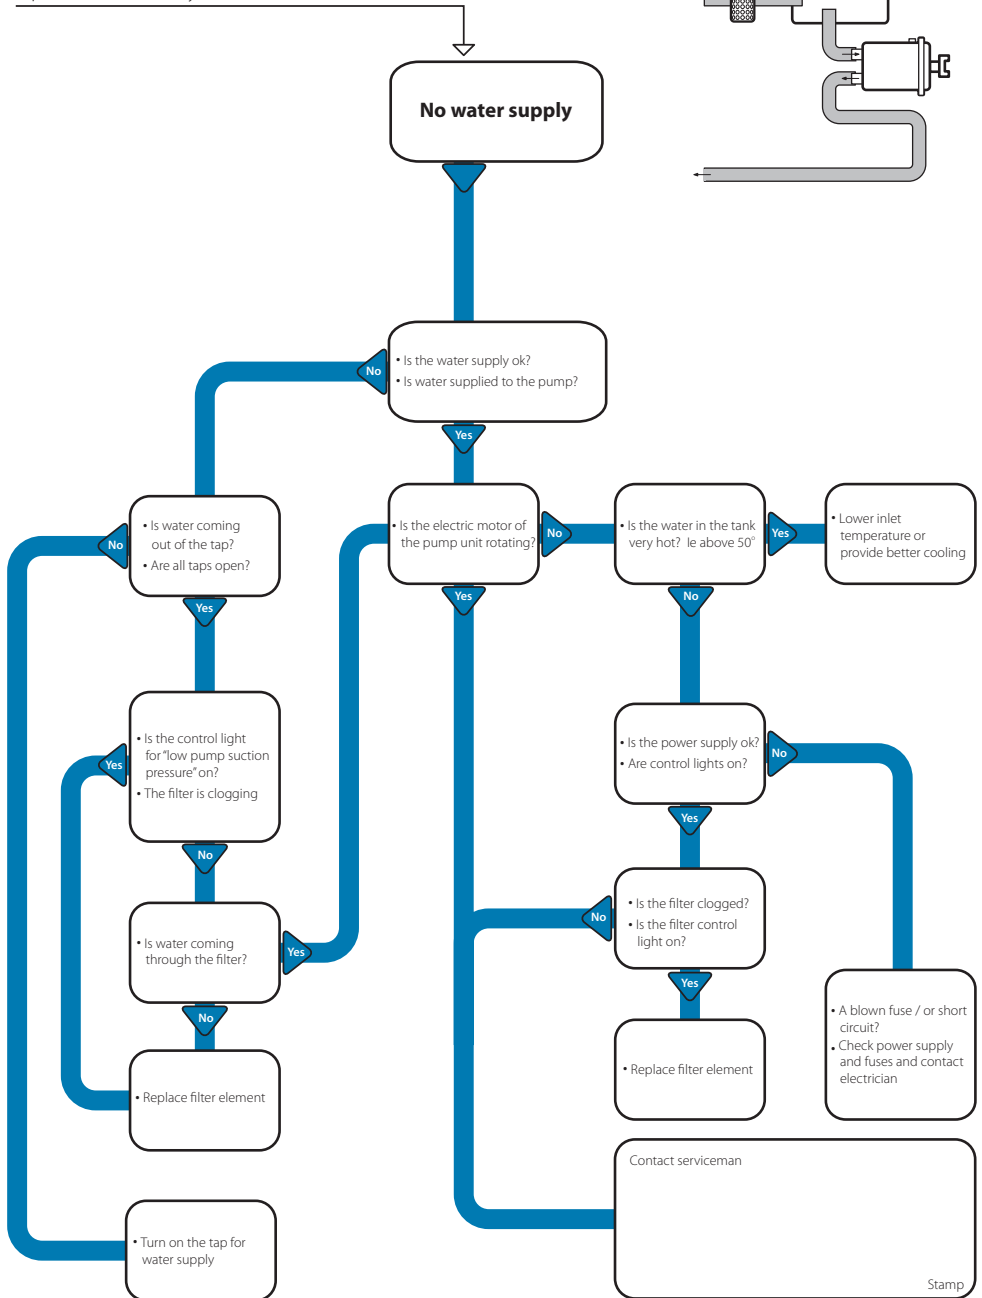 No water supply
• Is the water supply ok?
• Is water supplied to the pump?
No
Yes
• Is water coming
out of the tap?
• Are all taps open?
No
Yes
• Is the electric motor of
the pump unit rotating?
No
Yes
• Is the water in the tank
very hot? Ie above 50°
Yes
No
• Lower inlet
temperature or
provide better cooling
• Is the control light
for “low pump suction
pressure” on?
• The filter is clogging
Yes
No
• Is the power supply ok?
• Are control lights on?
No
Yes
• Is water coming
through the filter?
Yes
No
• Is the filter clogged?
• Is the filter control
light on?
No
Yes
• Replace filter element
• Replace filter element
• A blown fuse / or short
circuit?
• Check power supply
and fuses and contact
electrician
• Turn on the tap for
water supply
Contact serviceman
Stamp